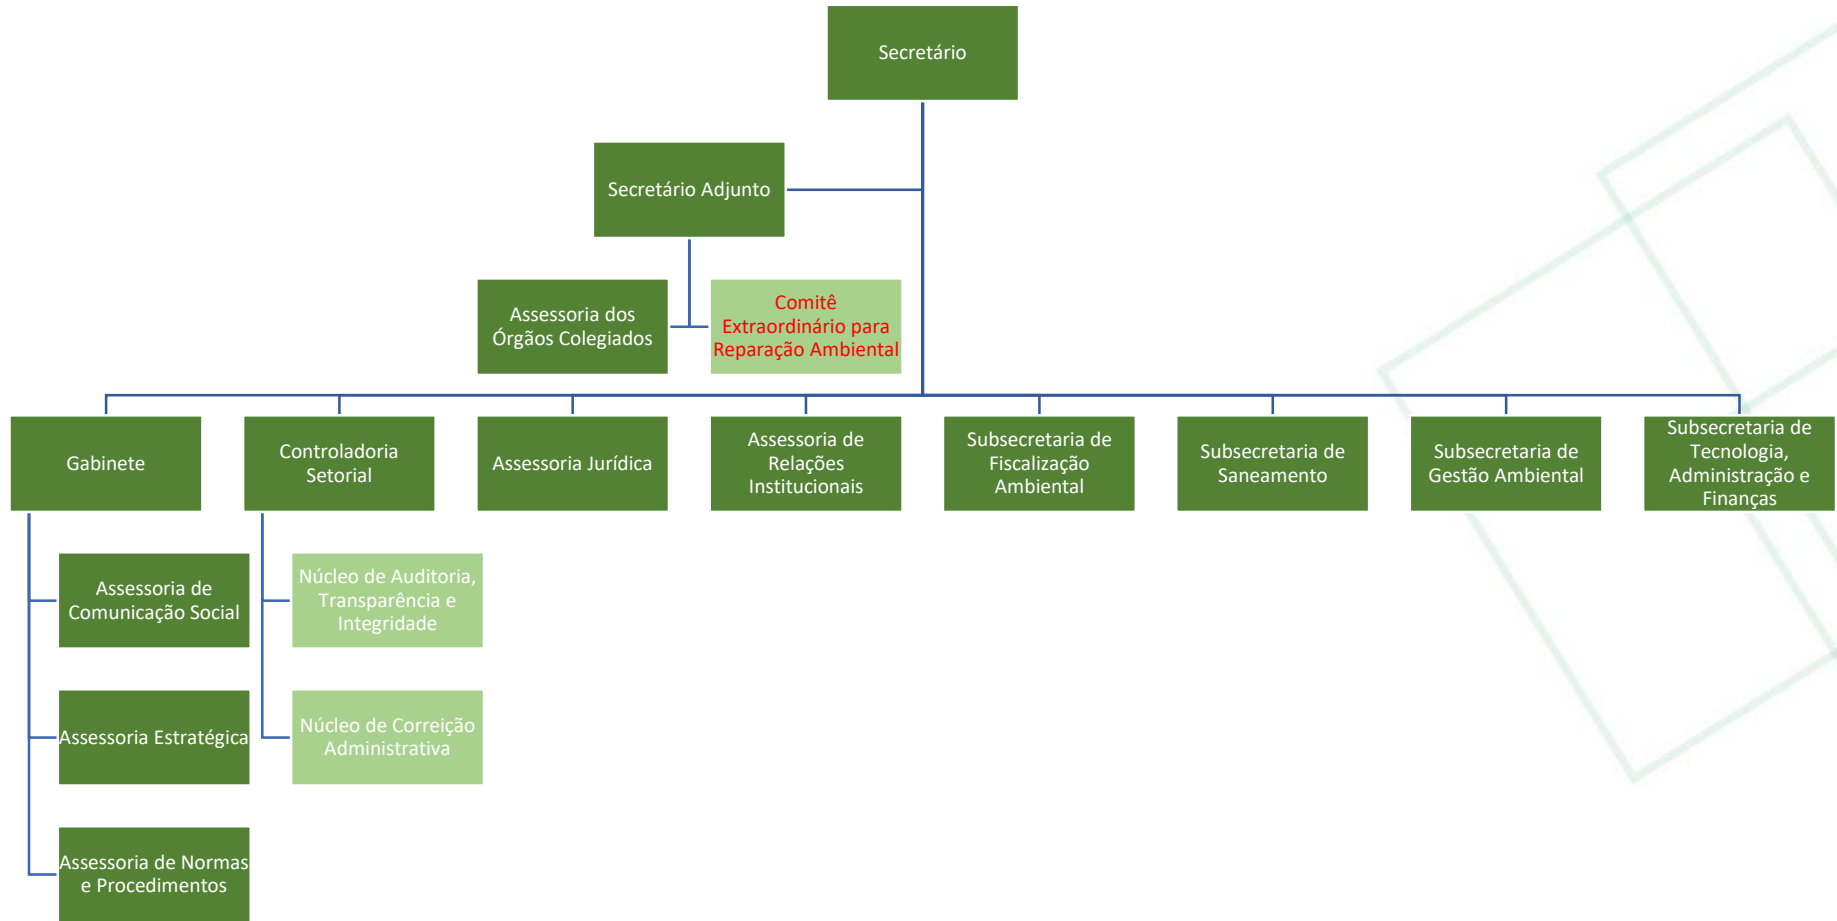 Secretário
Secretário Adjunto
Assessoria dos
Órgãos Colegiados
Comitê
Extraordinário para
Reparação Ambiental
Gabinete
Controladoria
Setorial
Assessoria Jurídica
Assessoria de
Relações
Institucionais
Subsecretaria de
Fiscalização
Ambiental
Subsecretaria de
Saneamento
Subsecretaria de
Gestão Ambiental
Subsecretaria de
Tecnologia,
Administração e
Finanças
Assessoria de
Comunicação Social
Núcleo de Auditoria,
Transparência e
Integridade
Assessoria Estratégica
Núcleo de Correição
Administrativa
Assessoria de Normas
e Procedimentos